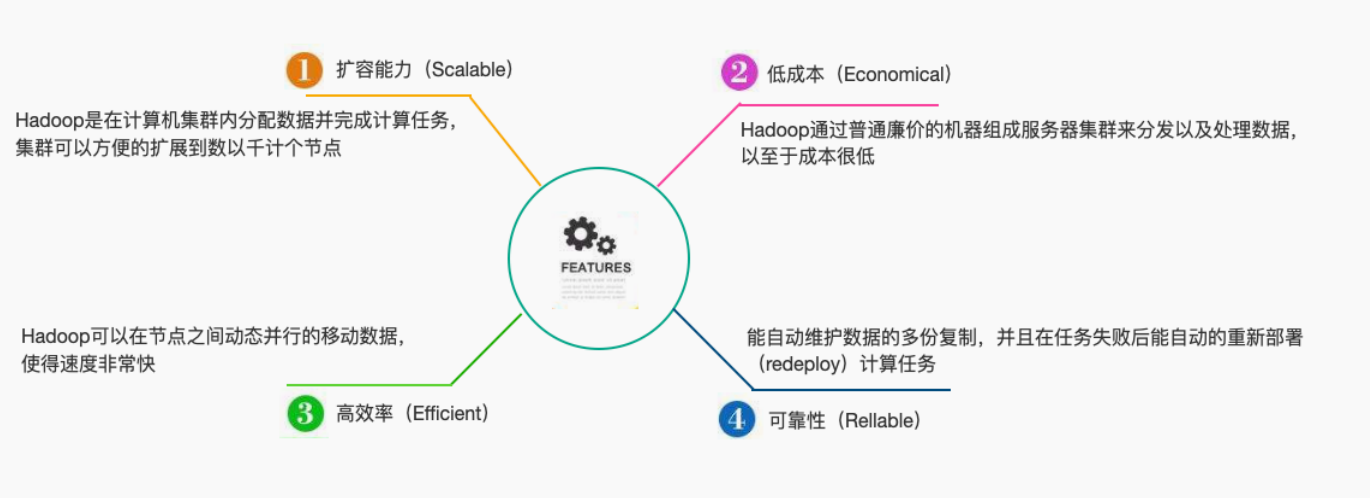 1 扩容能力（Scalable）
Hadoop是在计算机集群内分配数据并完成计算任务，
集群可以方便的扩展到数以千计个节点
2 低成本（Economical）
Hadoop通过普通廉价的机器组成服务器集群来分发以及处理数据，
以至于成本很低
FEATURES
Hadoop可以在节点之间动态并行的移动数据，
使得速度非常快
3 高效率（Efficient）
能自动维护数据的多份复制，并且在任务失败后能自动的重新部署
（redeploy）计算任务
4 可靠性（Rellable）